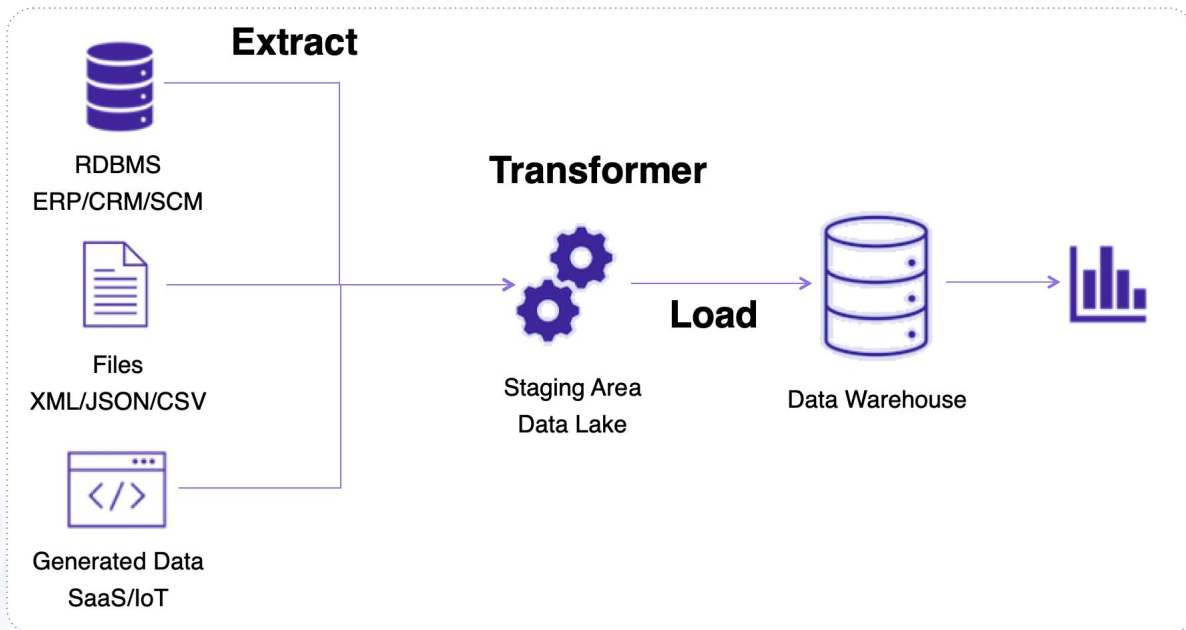 Extract
RDBMS
ERP/CRM/SCM
Files
XML/JSON/CSV
</>
Generated Data
SaaS/IoT
Transformer
Staging Area
Data Lake
Load
Data Warehouse